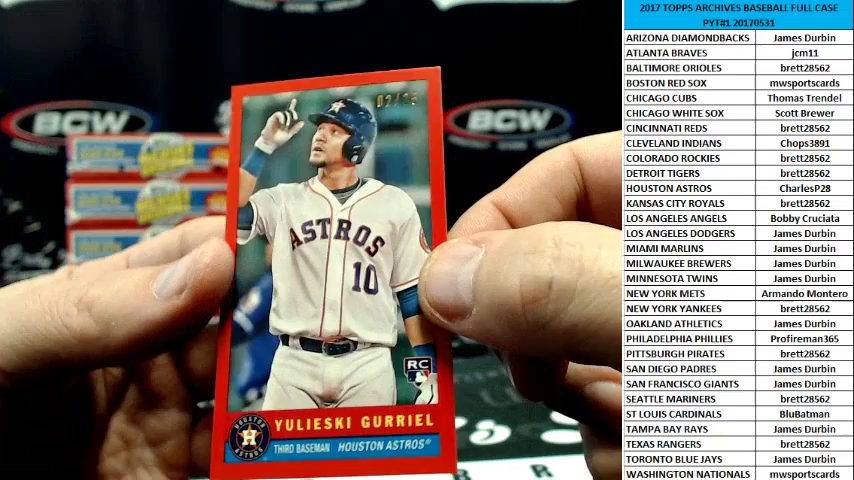 BCW
BCW
ASTROS
10
RC
HOUSTON
ASTROS
YULIESKI GURRIEL
THIRD BASEMAN HOUSTON ASTROS®
R
2017 TOPPS ARCHIVES BASEBALL FULL CASE
PYT#1 20170531
ARIZONA DIAMONDBACKS James Durbin
ATLANTA BRAVES jcm11
BALTIMORE ORIOLES brett28562
BOSTON RED SOX mwsportscards
CHICAGO CUBS Thomas Trendel
CHICAGO WHITE SOX Scott Brewer
CINCINNATI REDS brett28562
CLEVELAND INDIANS Chops3891
COLORADO ROCKIES brett28562
DETROIT TIGERS brett28562
HOUSTON ASTROS CharlesP28
KANSAS CITY ROYALS brett28562
LOS ANGELES ANGELS Bobby Cruciata
LOS ANGELES DODGERS James Durbin
MIAMI MARLINS James Durbin
MILWAUKEE BREWERS James Durbin
MINNESOTA TWINS James Durbin
NEW YORK METS Armando Montero
NEW YORK YANKEES brett28562
OAKLAND ATHLETICS James Durbin
PHILADELPHIA PHILLIES Profireman365
PITTSBURGH PIRATES brett28562
SAN DIEGO PADRES James Durbin
SAN FRANCISCO GIANTS James Durbin
SEATTLE MARINERS brett28562
ST LOUIS CARDINALS BluBatman
TAMPA BAY RAYS James Durbin
TEXAS RANGERS brett28562
TORONTO BLUE JAYS James Durbin
WASHINGTON NATIONALS mwsportscards